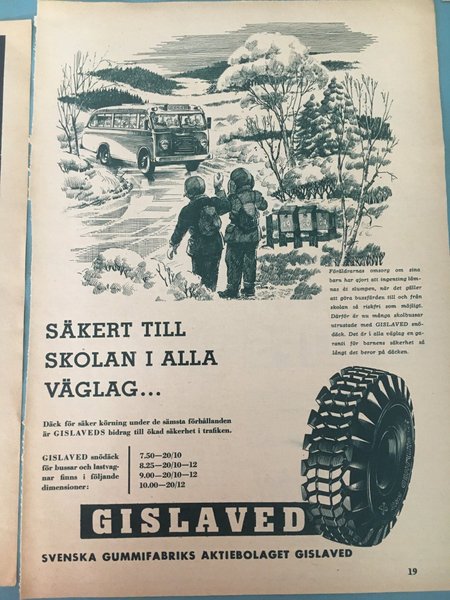 Föräldrarnas omsorg om sina
barn har gjort att ingenting läm-
nas åt slumpen, när det gäller
att göra bussfärden till och från
skolan så riskfri som möjligt.
Därför är nu många skolbussar
utrustade med GISLAVED snö-
däck. Det är i alla väglag en ga-
ranti för barnens säkerhet så
långt det beror på däcken.
SÄKERT TILL
SKOLAN I ALLA
VÄGLAG...
Däck för säker körning under de sämsta förhållanden
är GISLAVEDS bidrag till ökad säkerhet i trafiken.
GISLAVED snödäck
för bussar och lastvag-
nar finns i följande
dimensioner:
7.50—20/10
8.25—20/10—12
9.00—20/10—12
10.00—20/12
GISLAVED
SVENSKA GUMMIFABRIKS AKTIEBOLAGET GISLAVED
19